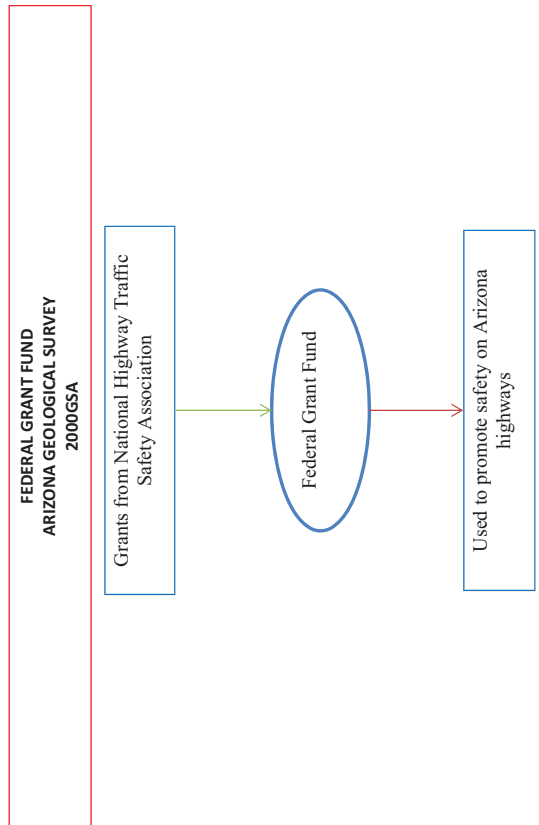 FEDERAL GRANT FUND
ARIZONA GEOLOGICAL SURVEY
2000GSA
Grants from National Highway Traffic
Safety Association
Federal Grant Fund
Used to promote safety on Arizona
highways